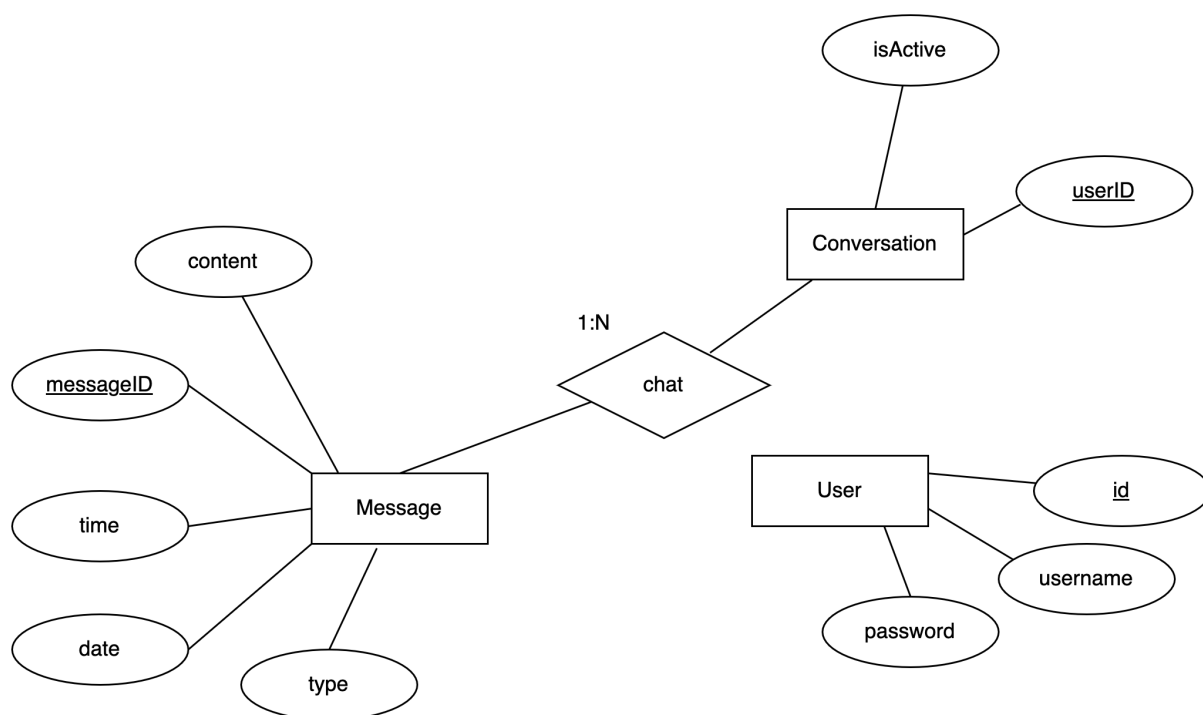 isActive
userID
Conversation
content
1:N
messageID
chat
Message
User
id
time
username
password
date
type